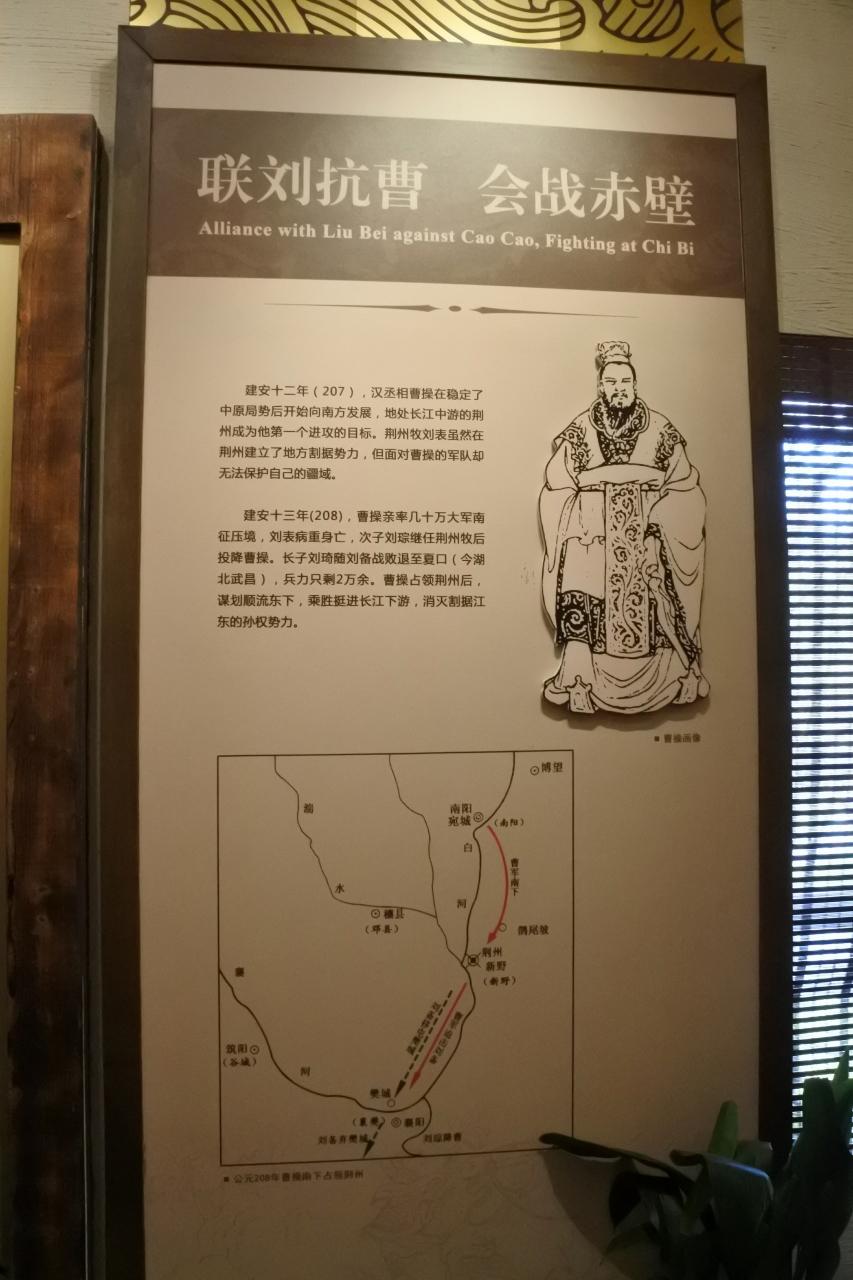 联刘抗曹 会战赤壁
Alliance with Liu Bei against Cao Cao, Fighting at Chi Bi
建安十二年（207），汉丞相曹操在稳定了
中原局势后开始向南方发展，地处长江中游的荆
州成为他第一个进攻的目标。荆州牧刘表虽然在
荆州建立了地方割据势力，但面对曹操的军队却
无法保护自己的疆域。
建安十三年(208)，曹操亲率几十万大军南
征压境，刘表病重身亡，次子刘琮继任荆州牧后
投降曹操。长子刘琦随刘备战败退至夏口（今湖
北武昌），兵力只剩2万余。曹操占领荆州后，
谋划顺流东下，乘胜挺进长江下游，消灭割据江
东的孙权势力。
■ 曹操画像
博望
南阳
宛城
（南阳）
湍
水
白
河
曹军南下
穰县
（邓县）
鹊尾坡
荆州
新野
（新野）
襄
河
筑阳
（谷城）
樊城
（襄樊）
襄阳
刘备弃樊城
刘琮降曹
■ 公元208年曹操南下占领荆州